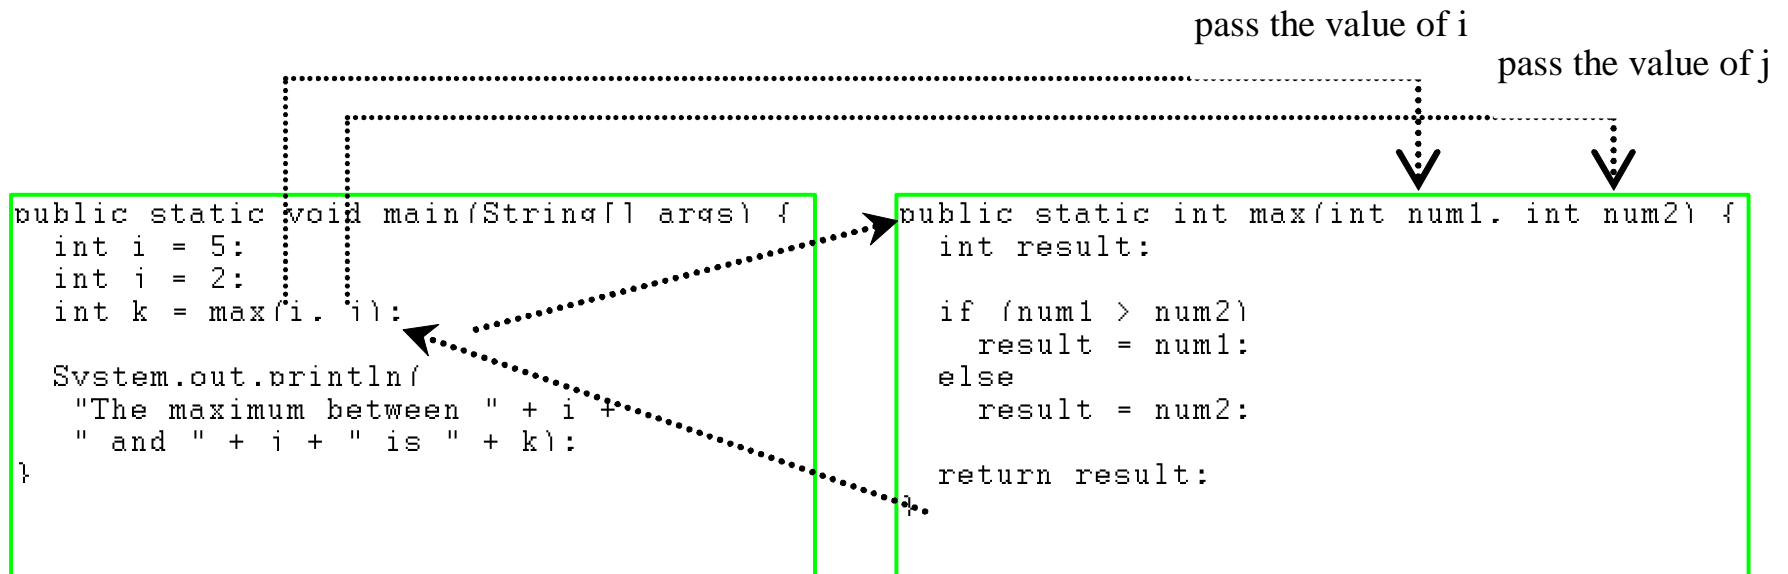 pass the value of i
pass the value of j
public static void main(String[] args) {
int i = 5;
int j = 2;
int k = max(i, j);
System.out.println(
"The maximum between " + i +
" and " + j + " is " + k);
}
public static int max(int num1, int num2) {
int result;
if (num1 > num2)
result = num1;
else
result = num2;
return result;
}